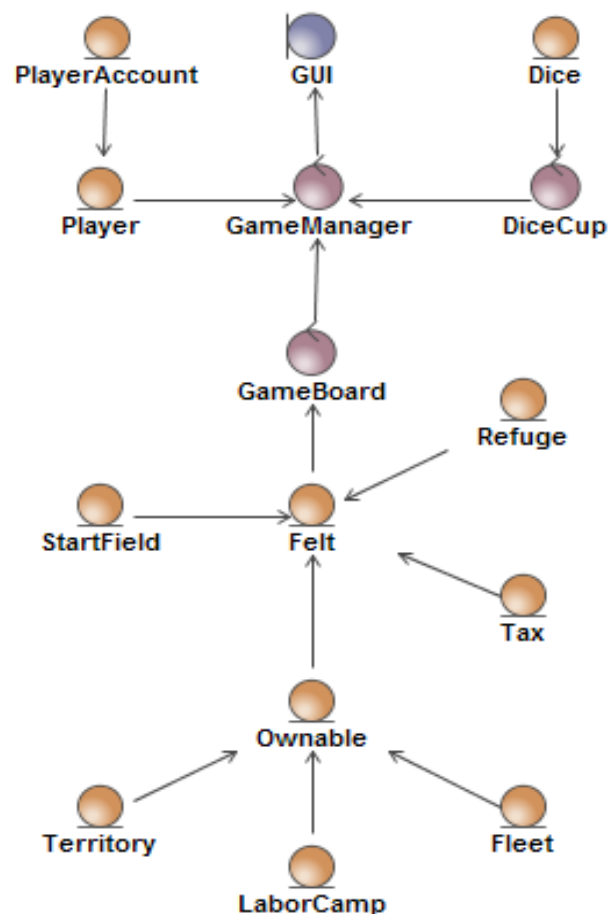 PlayerAccount
GUI
Dice
Player
GameManager
DiceCup
GameBoard
Refuge
StartField
Felt
Tax
Ownable
Territory
Fleet
LaborCamp